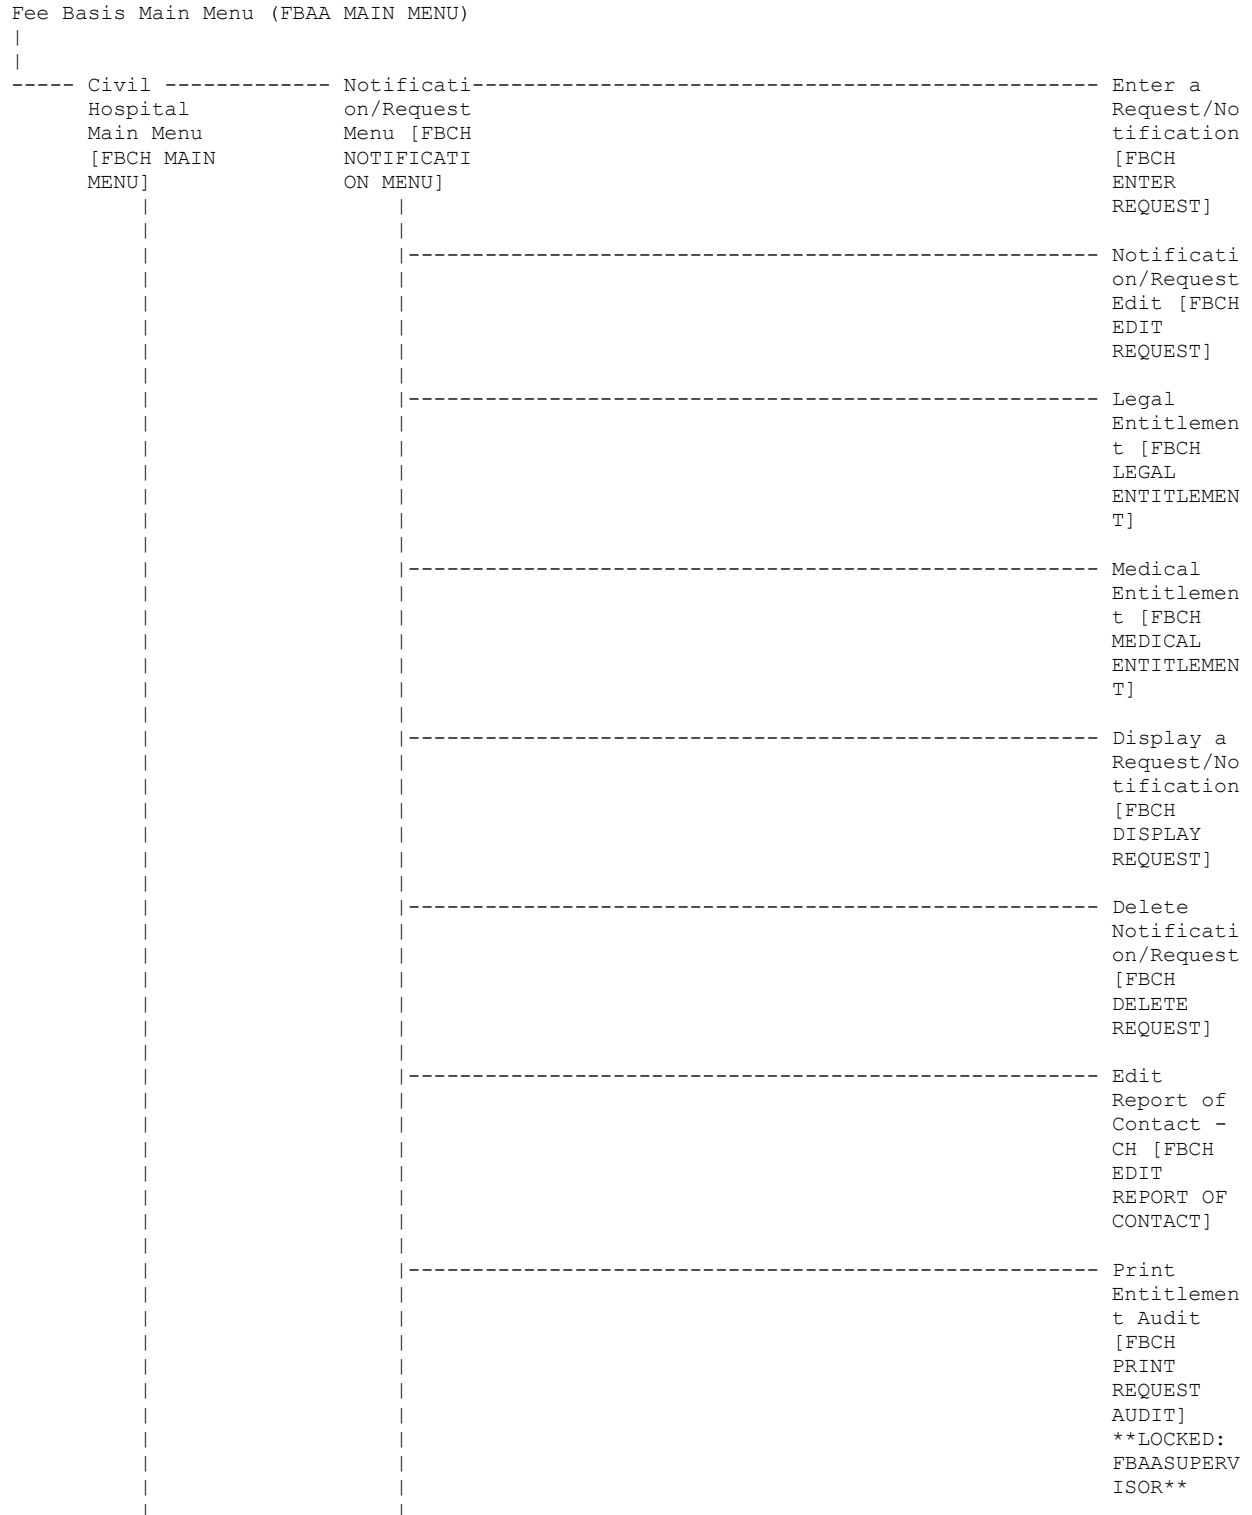 Fee Basis Main Menu (FBAA MAIN MENU)
|
|
----- Civil ------------- Notificati------------------------------------------------- Enter a
      Hospital            on/Request                                                  Request/No
      Main Menu           Menu [FBCH                                                  tification
      [FBCH MAIN          NOTIFICATI                                                  [FBCH
      MENU]               ON MENU]                                                    ENTER
          |                   |                                                       REQUEST]
          |                   |
          |                   |------------------------------------------------------ Notificati
          |                   |                                                       on/Request
          |                   |                                                       Edit [FBCH
          |                   |                                                       EDIT
          |                   |                                                       REQUEST]
          |                   |
          |                   |------------------------------------------------------ Legal
          |                   |                                                       Entitlemen
          |                   |                                                       t [FBCH
          |                   |                                                       LEGAL
          |                   |                                                       ENTITLEMEN
          |                   |                                                       T]
          |                   |
          |                   |------------------------------------------------------ Medical
          |                   |                                                       Entitlemen
          |                   |                                                       t [FBCH
          |                   |                                                       MEDICAL
          |                   |                                                       ENTITLEMEN
          |                   |                                                       T]
          |                   |
          |                   |------------------------------------------------------ Display a
          |                   |                                                       Request/No
          |                   |                                                       tification
          |                   |                                                       [FBCH
          |                   |                                                       DISPLAY
          |                   |                                                       REQUEST]
          |                   |
          |                   |------------------------------------------------------ Delete
          |                   |                                                       Notificati
          |                   |                                                       on/Request
          |                   |                                                       [FBCH
          |                   |                                                       DELETE
          |                   |                                                       REQUEST]
          |                   |
          |                   |------------------------------------------------------ Edit
          |                   |                                                       Report of
          |                   |                                                       Contact -
          |                   |                                                       CH [FBCH
          |                   |                                                       EDIT
          |                   |                                                       REPORT OF
          |                   |                                                       CONTACT]
          |                   |
          |                   |------------------------------------------------------ Print
          |                   |                                                       Entitlemen
          |                   |                                                       t Audit
          |                   |                                                       [FBCH
          |                   |                                                       PRINT
          |                   |                                                       REQUEST
          |                   |                                                       AUDIT]
          |                   |                                                       **LOCKED:
          |                   |                                                       FBAASUPERV
          |                   |                                                       ISOR**
          |                   |